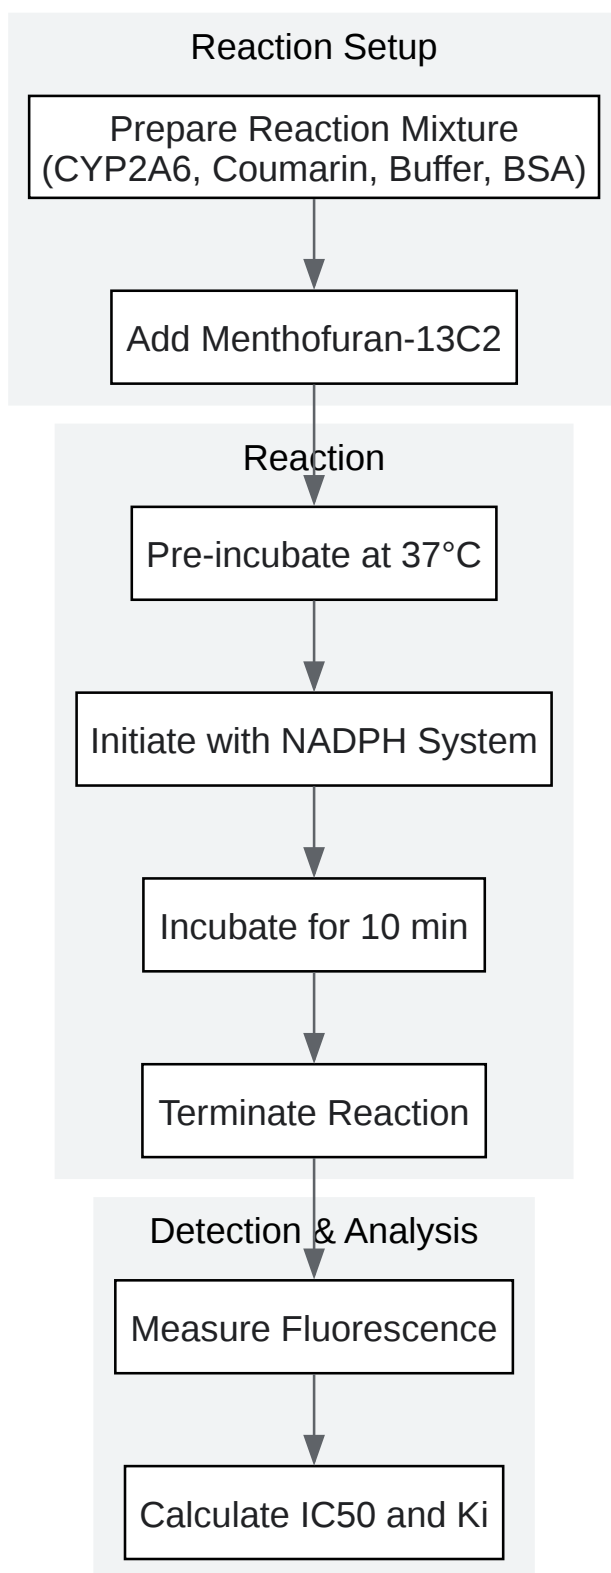 Reaction Setup
Prepare Reaction Mixture
(CYP2A6, Coumarin, Buffer, BSA)
Add Menthofuran-13C2
Reaction
Pre-incubate at 37°C
Initiate with NADPH System
Incubate for 10 min
Terminate Reaction
Detection & Analysis
Measure Fluorescence
Calculate IC50 and Ki